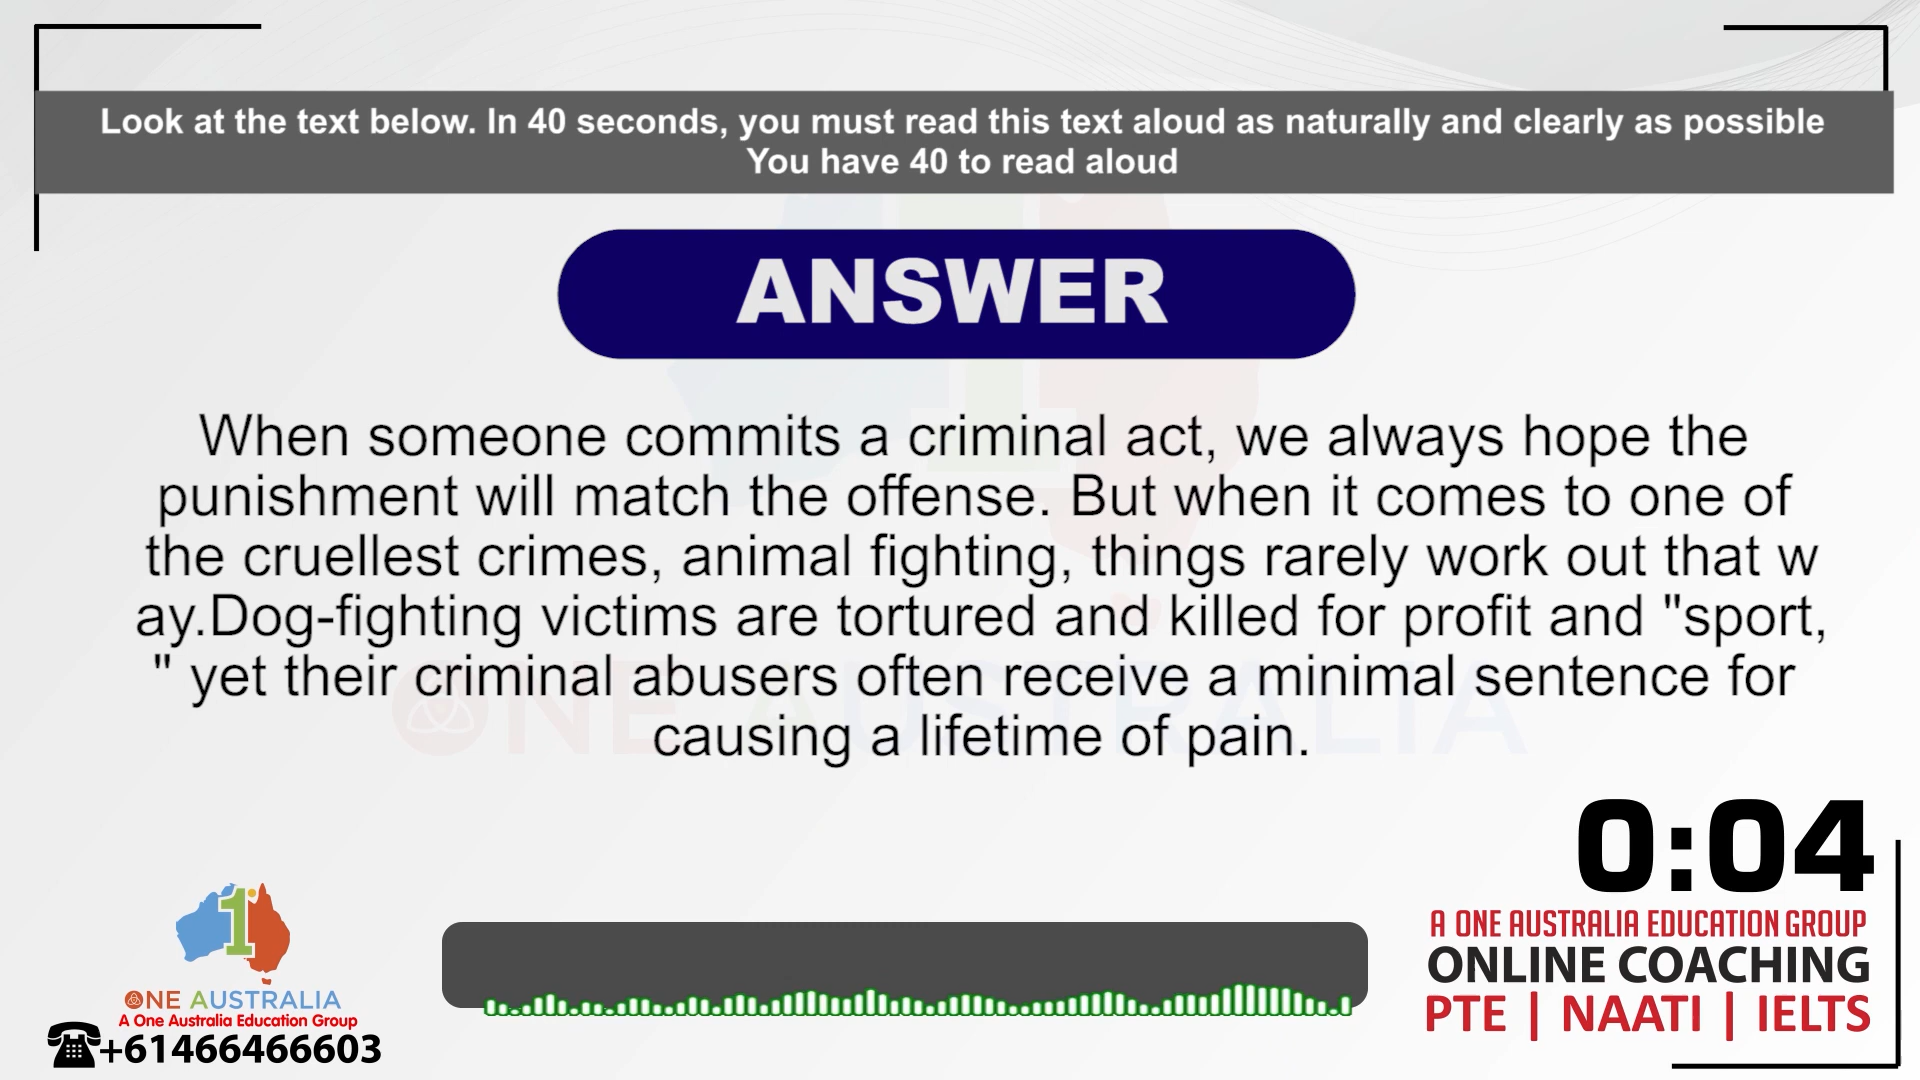 Look at the text below. In 40 seconds, you must read this text aloud as naturally and clearly as possible
You have 40 to read aloud
ANSWER
When someone commits a criminal act, we always hope the
punishment will match the offense. But when it comes to one of
the cruellest crimes, animal fighting, things rarely work out that w
ay.Dog-fighting victims are tortured and killed for profit and "sport,
" yet their criminal abusers often receive a minimal sentence for
causing a lifetime of pain.
ONE AUSTRALIA
0:04
A ONE AUSTRALIA EDUCATION GROUP
ONLINE COACHING
PTE | NAATI | IELTS
1
ONE AUSTRALIA
A One Australia Education Group
+61466466603